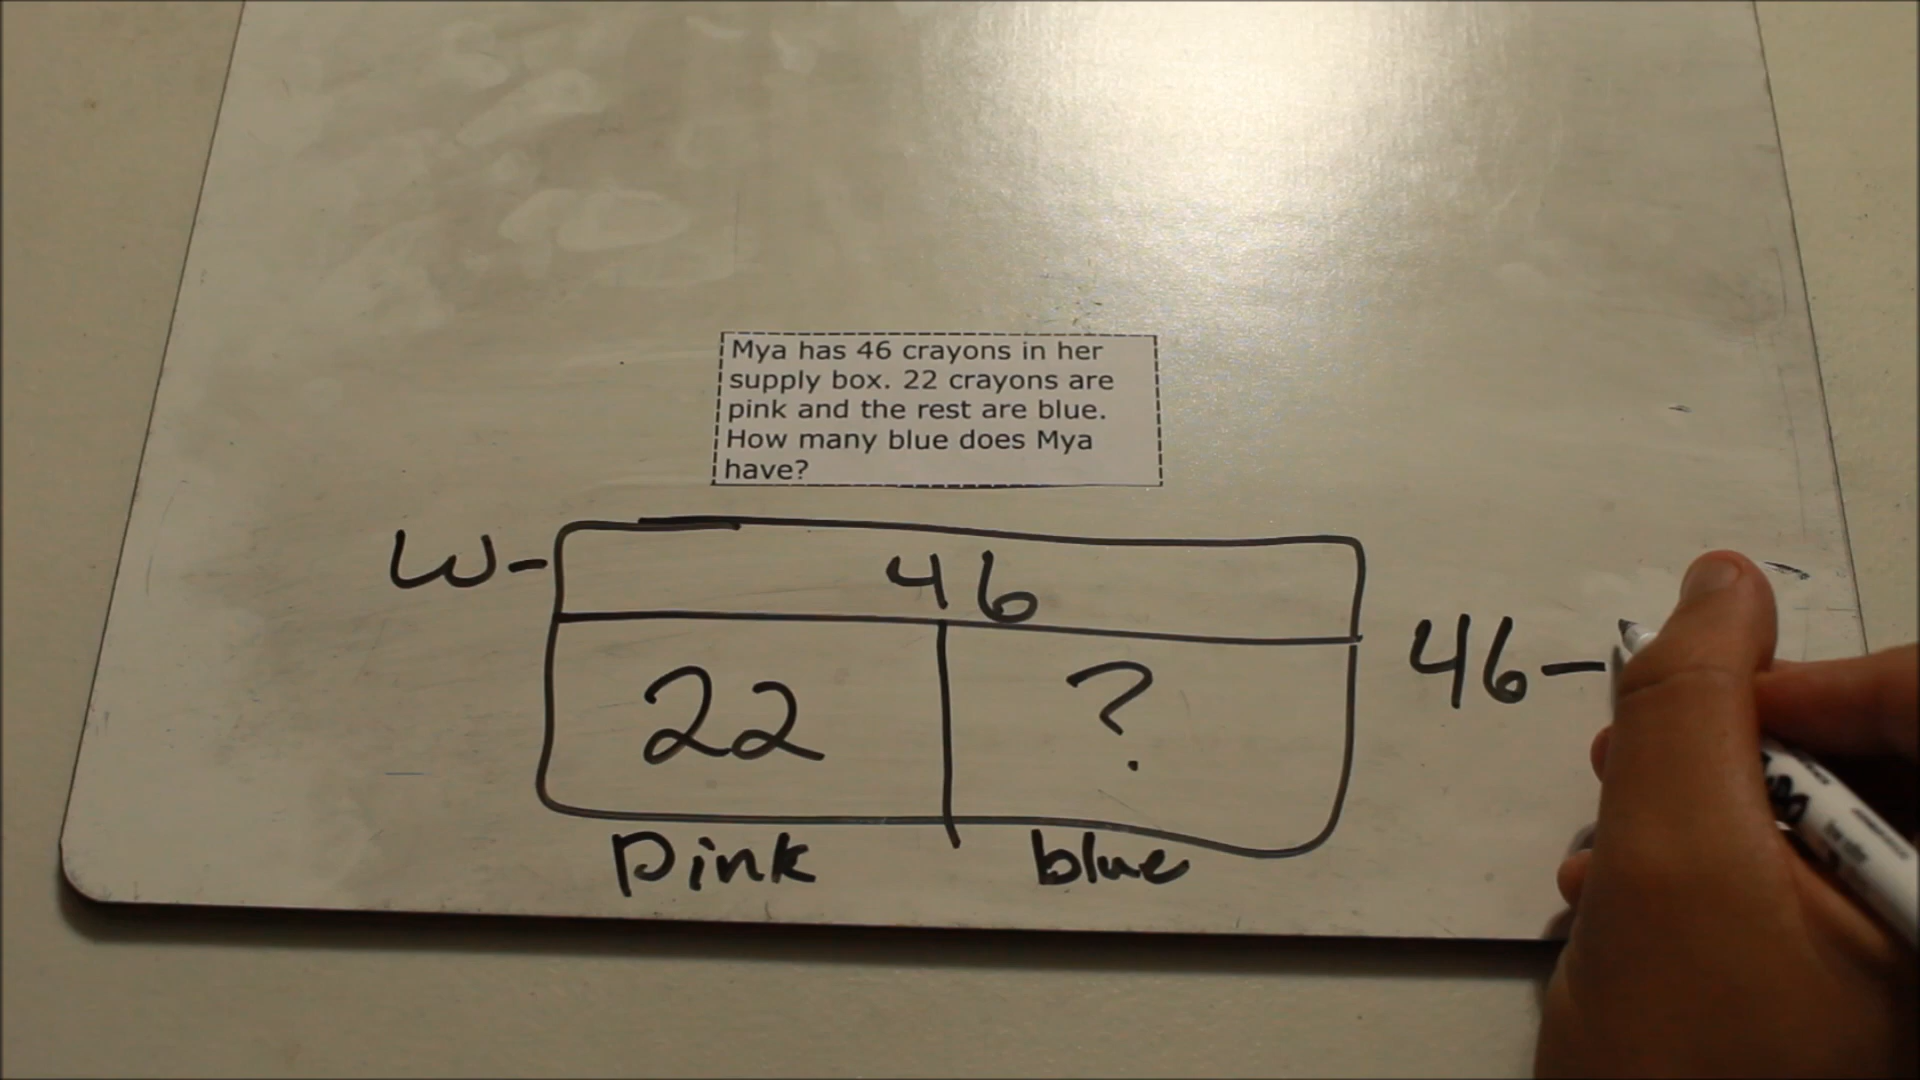 Mya has 46 crayons in her
supply box. 22 crayons are
pink and the rest are blue.
How many blue does Mya
have?
W-
46
22
?
46-
pink
blue